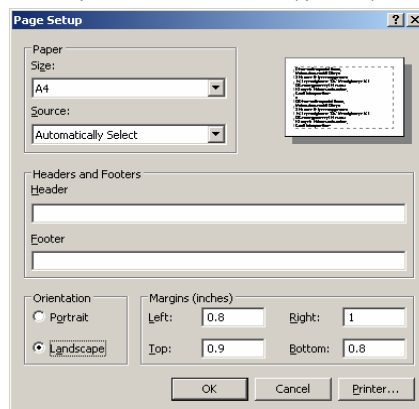 Page Setup
Paper
Size:
A4
Source:
Automatically Select
Headers and Footers
Header
Footer
Orientation
Portrait
Landscape
Margins (inches)
Left: 0.8 Right: 1
Top: 0.9 Bottom: 0.8
OK Cancel Printer...